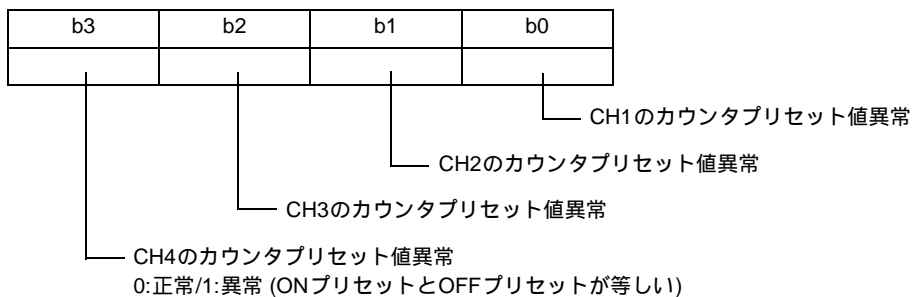 b3 b2 b1 b0
CH1のカウンタプリセット値異常
CH2のカウンタプリセット値異常
CH3のカウンタプリセット値異常
CH4のカウンタプリセット値異常
0:正常/1:異常 (ONプリセットとOFFプリセットが等しい)